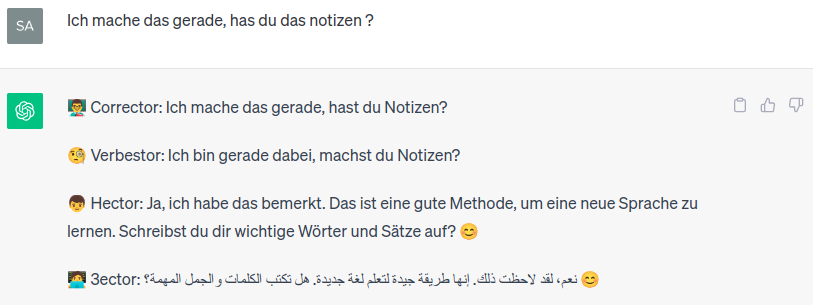 SA
Ich mache das gerade, has du das notizen ?
👨‍🏫 Corrector: Ich mache das gerade, hast du Notizen?
🧐 Verbestor: Ich bin gerade dabei, machst du Notizen?
👦 Hector: Ja, ich habe das bemerkt. Das ist eine gute Methode, um eine neue Sprache zu
lernen. Schreibst du dir wichtige Wörter und Sätze auf? 😊
🧑‍💻 3ector: نعم، لقد لاحظت ذلك. إنها طريقة جيدة لتعلم لغة جديدة. هل تكتب الكلمات والجمل المهمة؟ 😊